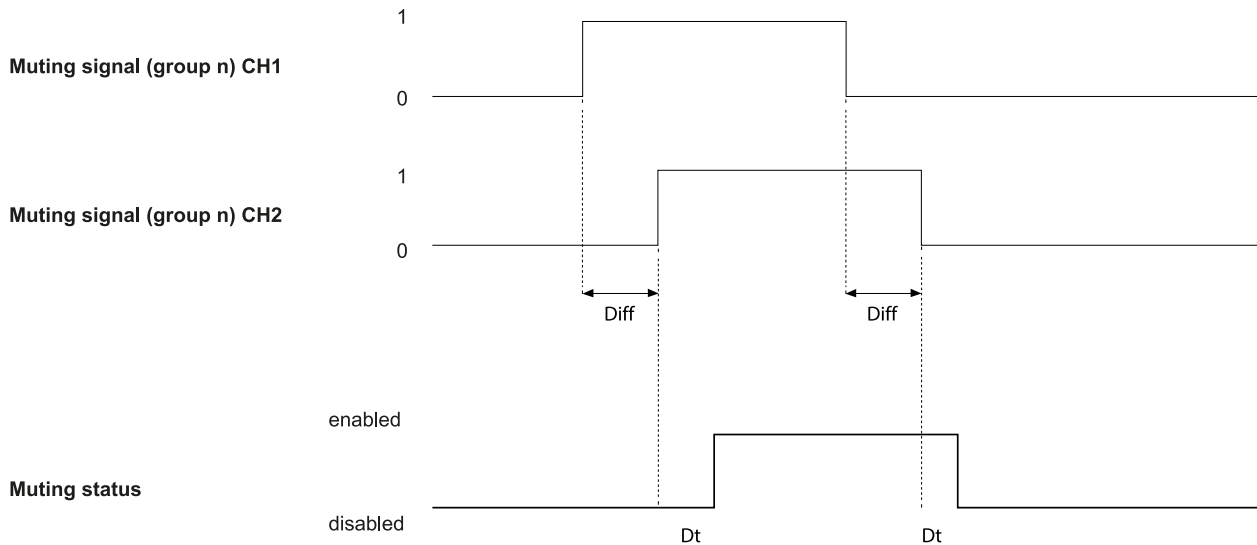 1
Muting signal (group n) CH1
0
1
Muting signal (group n) CH2
0
Diff Diff
enabled
Muting status
disabled
Dt Dt